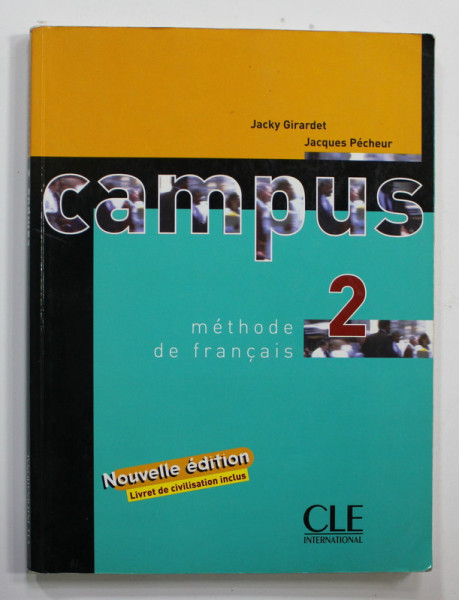 Jacky Girardet
Jacques Pécheur
campus
2
méthode
de français
Nouvelle édition
Livret de civilisation inclus
CLE
INTERNATIONAL